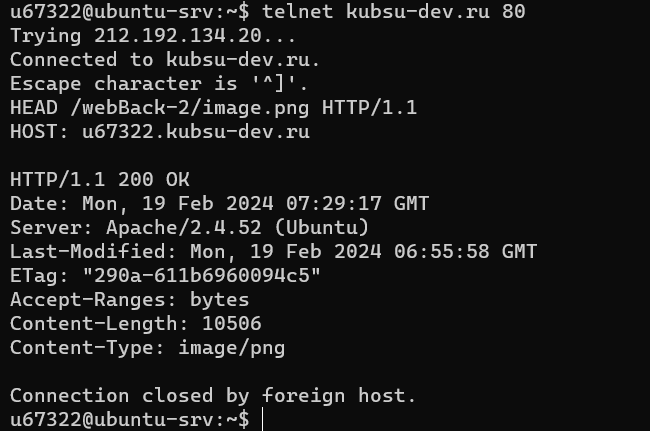 u67322@ubuntu-srv:~$ telnet kubsu-dev.ru 80
Trying 212.192.134.20...
Connected to kubsu-dev.ru.
Escape character is '^]'.
HEAD /webBack-2/image.png HTTP/1.1
HOST: u67322.kubsu-dev.ru

HTTP/1.1 200 OK
Date: Mon, 19 Feb 2024 07:29:17 GMT
Server: Apache/2.4.52 (Ubuntu)
Last-Modified: Mon, 19 Feb 2024 06:55:58 GMT
ETag: "290a-611b6960094c5"
Accept-Ranges: bytes
Content-Length: 10506
Content-Type: image/png

Connection closed by foreign host.
u67322@ubuntu-srv:~$